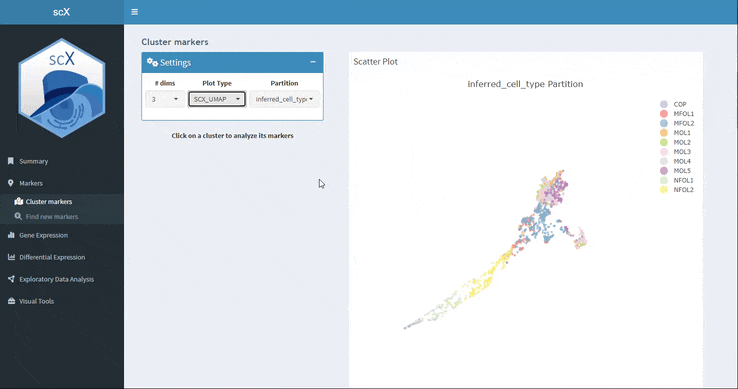 scX
scX
Summary
Markers
Cluster markers
Find new markers
Gene Expression
Differential Expression
Exploratory Data Analysis
Visual Tools
Cluster markers
Settings
# dims Plot Type Partition
3 SCX_UMAP inferred_cell_typ
Click on a cluster to analyze its markers
Scatter Plot
inferred_cell_type Partition
COP
MFOL1
MFOL2
MOL1
MOL2
MOL3
MOL4
MOL5
NFOL1
NFOL2